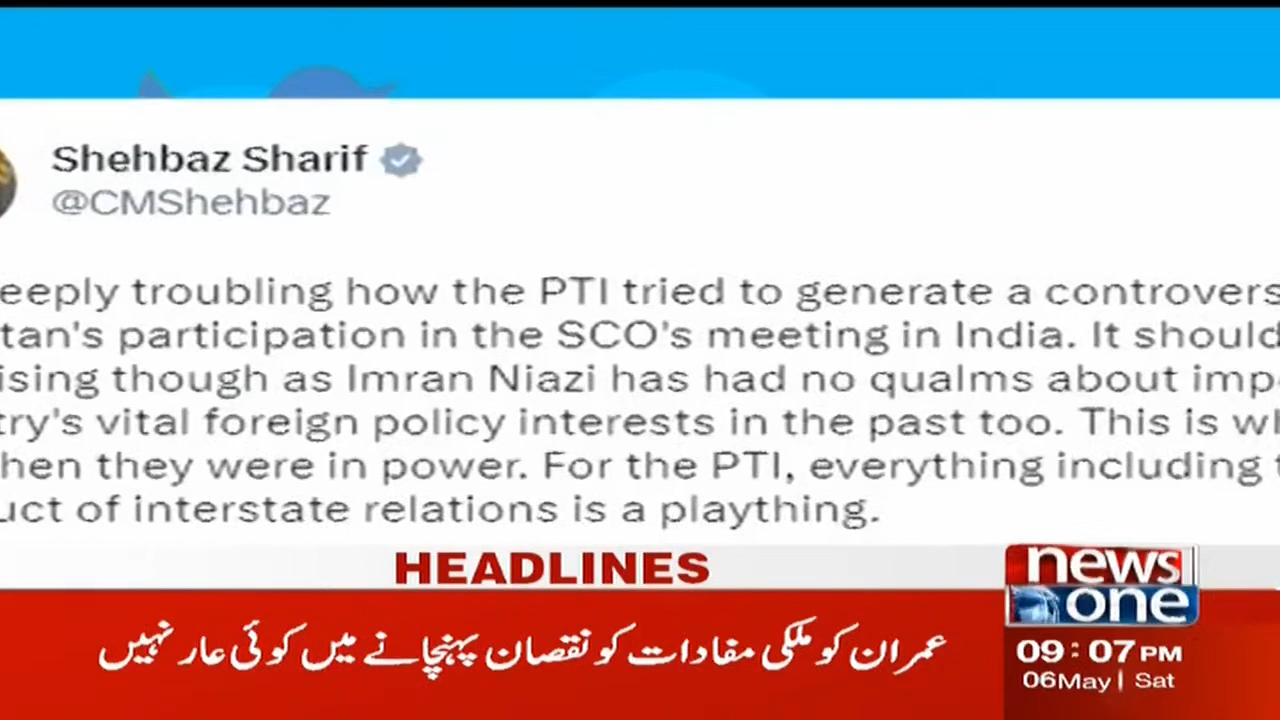 Shehbaz Sharif
@CMShehbaz
eeply troubling how the PTI tried to generate a controvers
tan's participation in the SCO's meeting in India. It should
ising though as Imran Niazi has had no qualms about imp
try's vital foreign policy interests in the past too. This is wh
hen they were in power. For the PTI, everything including t
uct of interstate relations is a plaything.
HEADLINES
news
one
عمران کو ملکی مفادات کو نقصان پہنچانے میں کوئی عار نہیں
09:07 PM
06May | Sat